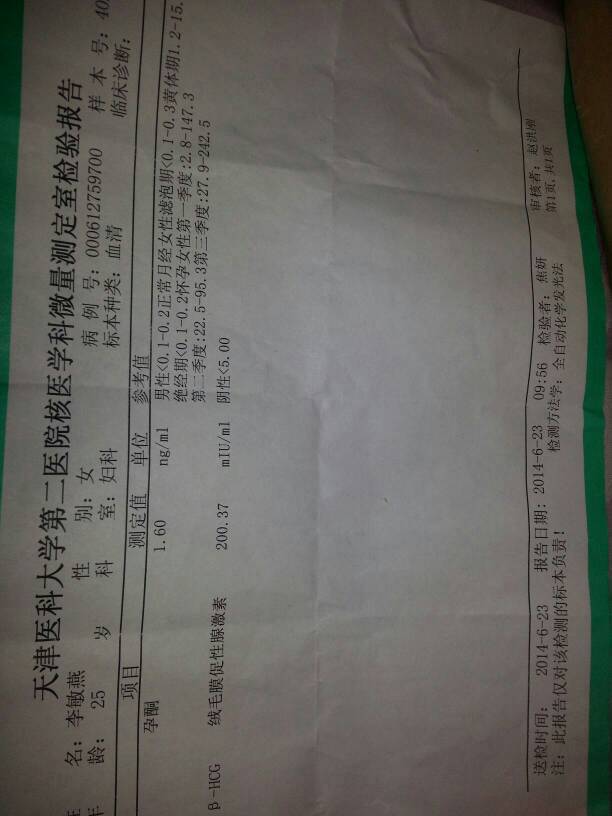 天津医科大学第二医院核医学科微量测定室检验报告
名: 李敏燕 性 别: 女 病 例 号: 000612759700 样 本 号: 40
龄: 25 岁 科 室: 妇科 标本种类: 血清 临床诊断:
项目 测定值 单位 参考值
孕酮 1.60 ng/ml 男性<0.1-0.2正常月经女性滤泡期<0.1-0.3黄体期1.2-15.
绝经期<0.1-0.2怀孕女性第一季度:2.8-147.3
第二季度:22.5-95.3第三季度:27.9-242.5
β-HCG 绒毛膜促性腺激素 200.37 mIU/ml 阴性<5.00
送检时间: 2014-6-23 报告日期: 2014-6-23 09:56 检验者: 焦妍 审核者: 赵洪刚
注: 此报告仅对该检测的标本负责! 检测方法学: 全自动化学发光法 第1页,共1页